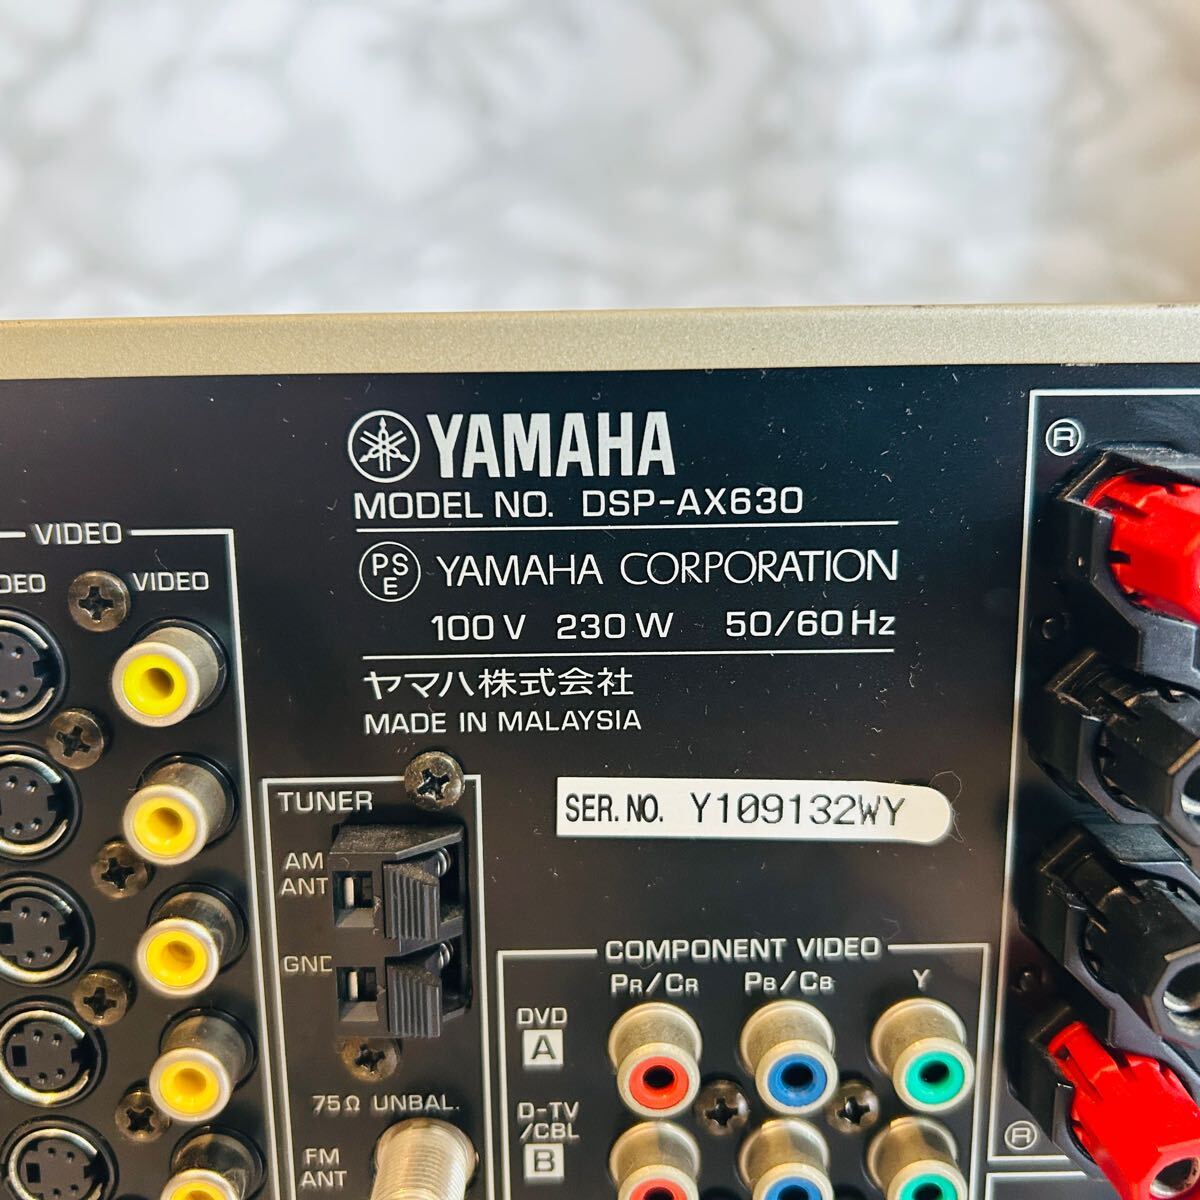 YAMAHA
MODEL NO. DSP-AX630
PSE YAMAHA CORPORATION
100 V 230 W 50/60 Hz
ヤマハ株式会社
MADE IN MALAYSIA
SER. NO. Y109132WY
VIDEO
DEO VIDEO
TUNER
AM
ANT
GND
75Ω UNBAL.
FM
ANT
COMPONENT VIDEO
PR/CR PB/CB Y
DVD
A
D-TV
/CBL
B
R
R